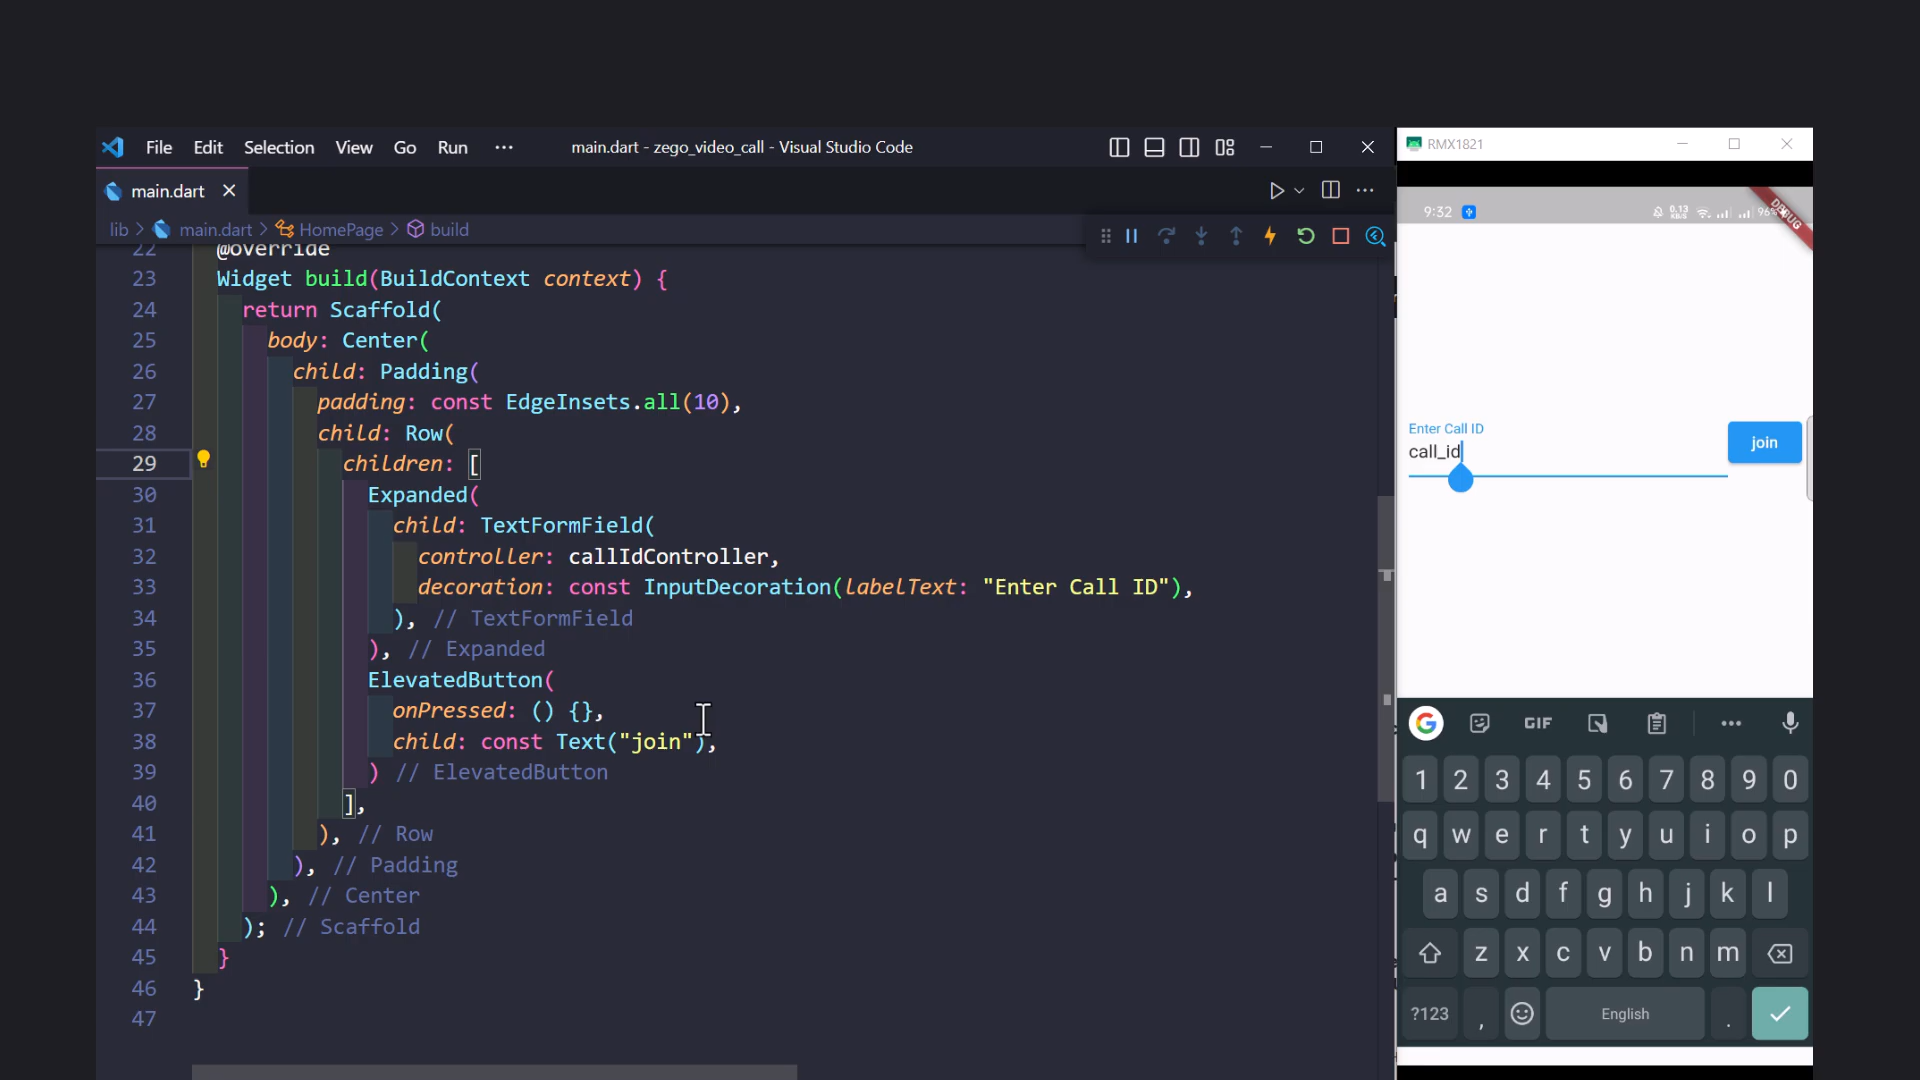 File Edit Selection View Go Run ··· main.dart - zego_video_call - Visual Studio Code
main.dart
lib > main.dart > HomePage > build
22 @override
23 Widget build(BuildContext context) {
24 return Scaffold(
25 body: Center(
26 child: Padding(
27 padding: const EdgeInsets.all(10),
28 child: Row(
29 children: [
30 Expanded(
31 child: TextFormField(
32 controller: callIdController,
33 decoration: const InputDecoration(labelText: "Enter Call ID"),
34 ), // TextFormField
35 ), // Expanded
36 ElevatedButton(
37 onPressed: () {},
38 child: const Text("join"),
39 ) // ElevatedButton
40 ],
41 ), // Row
42 ), // Padding
43 ), // Center
44 ); // Scaffold
45 }
46 }
47
RMX1821
9:32 0.13 KB/S 96%
DEBUG
Enter Call ID
call_id
join
G GIF ···
1 2 3 4 5 6 7 8 9 0
q w e r t y u i o p
a s d f g h j k l
z x c v b n m
?123 , English .